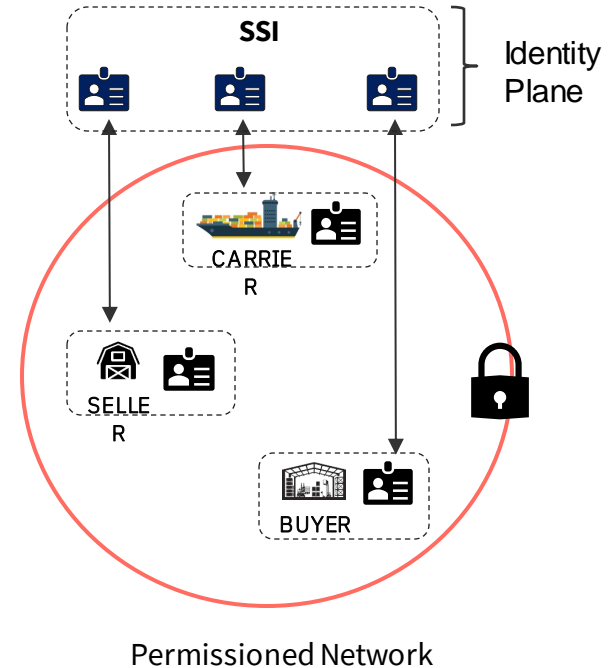 SSI
Identity
Plane
CARRIE
R
SELLE
R
BUYER
Permissioned Network